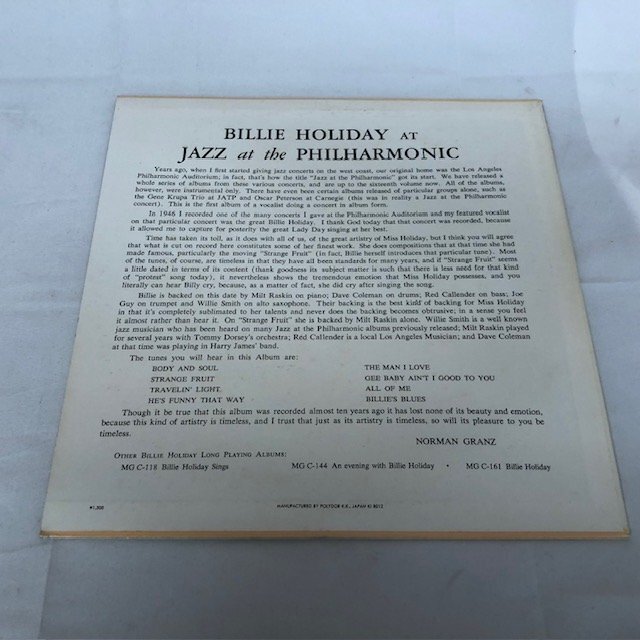 BILLIE HOLIDAY AT
JAZZ at the PHILHARMONIC
Years ago, when I first started giving jazz concerts on the west coast, our original home was the Los Angeles
Philharmonic Auditorium; in fact, that's how the title "Jazz at the Philharmonic" got its start. We have released a
whole series of albums from these various concerts, and are up to the sixteenth volume now. All of the albums,
however, were instrumental only. There have even been certain albums released of particular groups alone, such as
the Gene Krupa Trio at JATP and Oscar Peterson at Carnegie (this was in reality a Jazz at the Philharmonic
concert). This is the first album of a vocalist doing a concert in album form.
In 1946 I recorded one of the many concerts I gave at the Philharmonic Auditorium and my featured vocalist
on that particular concert was the great Billie Holiday. I thank God today that that concert was recorded, because
it allowed me to capture for posterity the great Lady Day singing at her best.
Time has taken its toll, as it does with all of us, of the great artistry of Miss Holiday, but I think you will agree
that what is cut on record here constitutes some of her finest work. She does compositions that at that time she had
made famous, particularly the moving "Strange Fruit" (in fact, Billie herself introduces that particular tune). Most
of the tunes, of course, are timeless in that they have all been standards for many years, and if "Strange Fruit" seems
a little dated in terms of its content (thank goodness its subject matter is such that there is less need for that kind
of "protest" song today), it nevertheless shows the immense emotion that Miss Holiday possesses, and you
literally can hear Billy cry, because, as a matter of fact, she did cry after singing the song.
Billie is backed on this date by Milt Raskin on piano; Dave Coleman on drums; Red Callender on bass; Joe
Guy on trumpet and Willie Smith on alto saxophone. Their backing is the best kind of backing for Miss Holiday
in that it's completely sublimated to her talents and never does the backing becomes obtrusive; in a sense you feel
it almost rather than hear it. On "Strange Fruit" she is backed by Milt Raskin alone. Willie Smith is a well known
jazz musician who has been heard on many Jazz at the Philharmonic albums previously released; Milt Raskin played
for several years with Tommy Dorsey's orchestra; Red Callender is a local Los Angeles Musician; and Dave Coleman
at that time was playing in Harry James' band.
The tunes you will hear in this Album are:
BODY AND SOUL
STRANGE FRUIT
TRAVELIN' LIGHT
HE'S FUNNY THAT WAY
THE MAN I LOVE
GEE BABY AIN'T I GOOD TO YOU
ALL OF ME
BILLIE'S BLUES
Though it be true that this album was recorded almost ten years ago it has lost none of its beauty and emotion,
because this kind of artistry is timeless, and I trust that just as its artistry is timeless, so will its pleasure to you be
timeless.
NORMAN GRANZ
OTHER BILLIE HOLIDAY LONG PLAYING ALBUMS:
MG C-118 Billie Holiday Sings MG C-144 An evening with Billie Holiday • MG C-161 Billie Holiday
¥1,500 MANUFACTURED BY POLYDOR K.K., JAPAN KI 8012